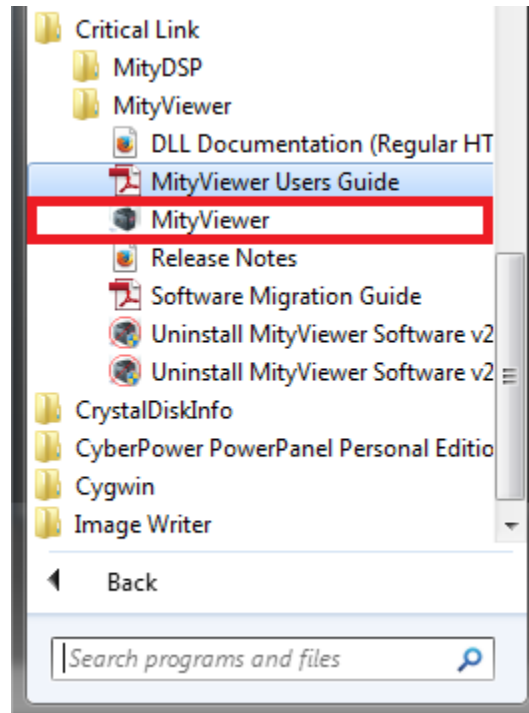 Critical Link
MityDSP
MityViewer
DLL Documentation (Regular HT
MityViewer Users Guide
MityViewer
Release Notes
Software Migration Guide
Uninstall MityViewer Software v2
Uninstall MityViewer Software v2
CrystalDiskInfo
CyberPower PowerPanel Personal Editio
Cygwin
Image Writer
Back
Search programs and files